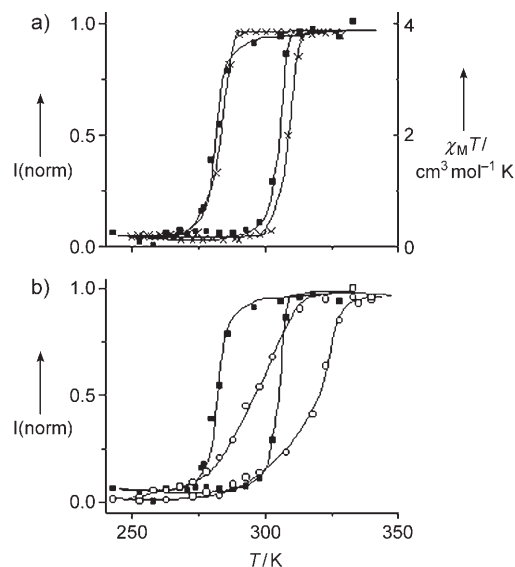 a)
1.0
0.5
0.0
I(norm)
4
2
0
χMT/
cm³ mol⁻¹ K
b)
1.0
0.5
0.0
I(norm)
250
300
350
T/K